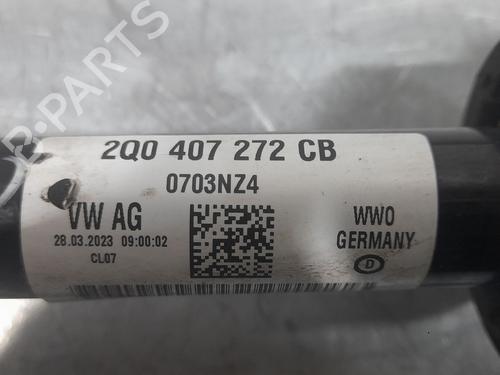 2Q0 407 272 CB
0703NZ4
VW AG
28.03.2023 09:00:02
CL07
WWO
GERMANY
D
B-PARTS